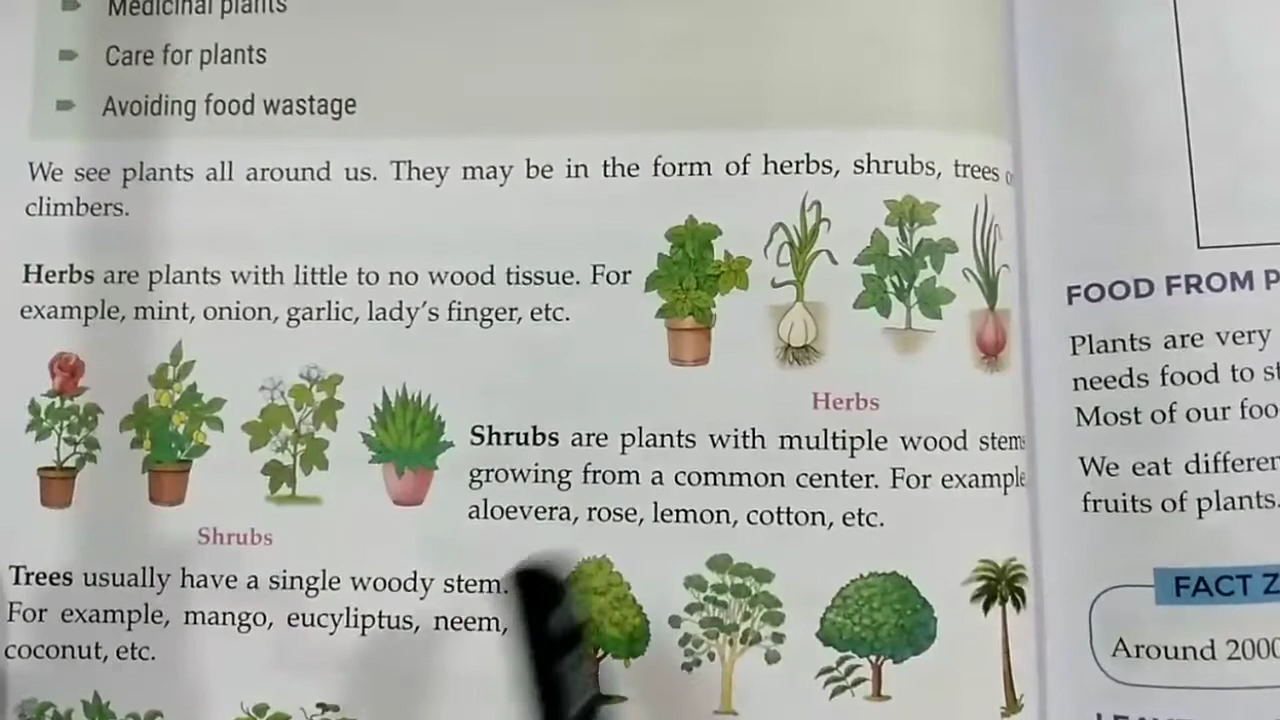 Medicinal plants
Care for plants
Avoiding food wastage
We see plants all around us. They may be in the form of herbs, shrubs, trees
climbers.
Herbs are plants with little to no wood tissue. For
example, mint, onion, garlic, lady's finger, etc.
Herbs
Shrubs are plants with multiple wood stems
growing from a common center. For example
aloevera, rose, lemon, cotton, etc.
Shrubs
Trees usually have a single woody stem.
For example, mango, eucyliptus, neem,
coconut, etc.
FOOD FROM P
Plants are very
needs food to
Most of our
We eat
fruits of plants.
FACT
Around